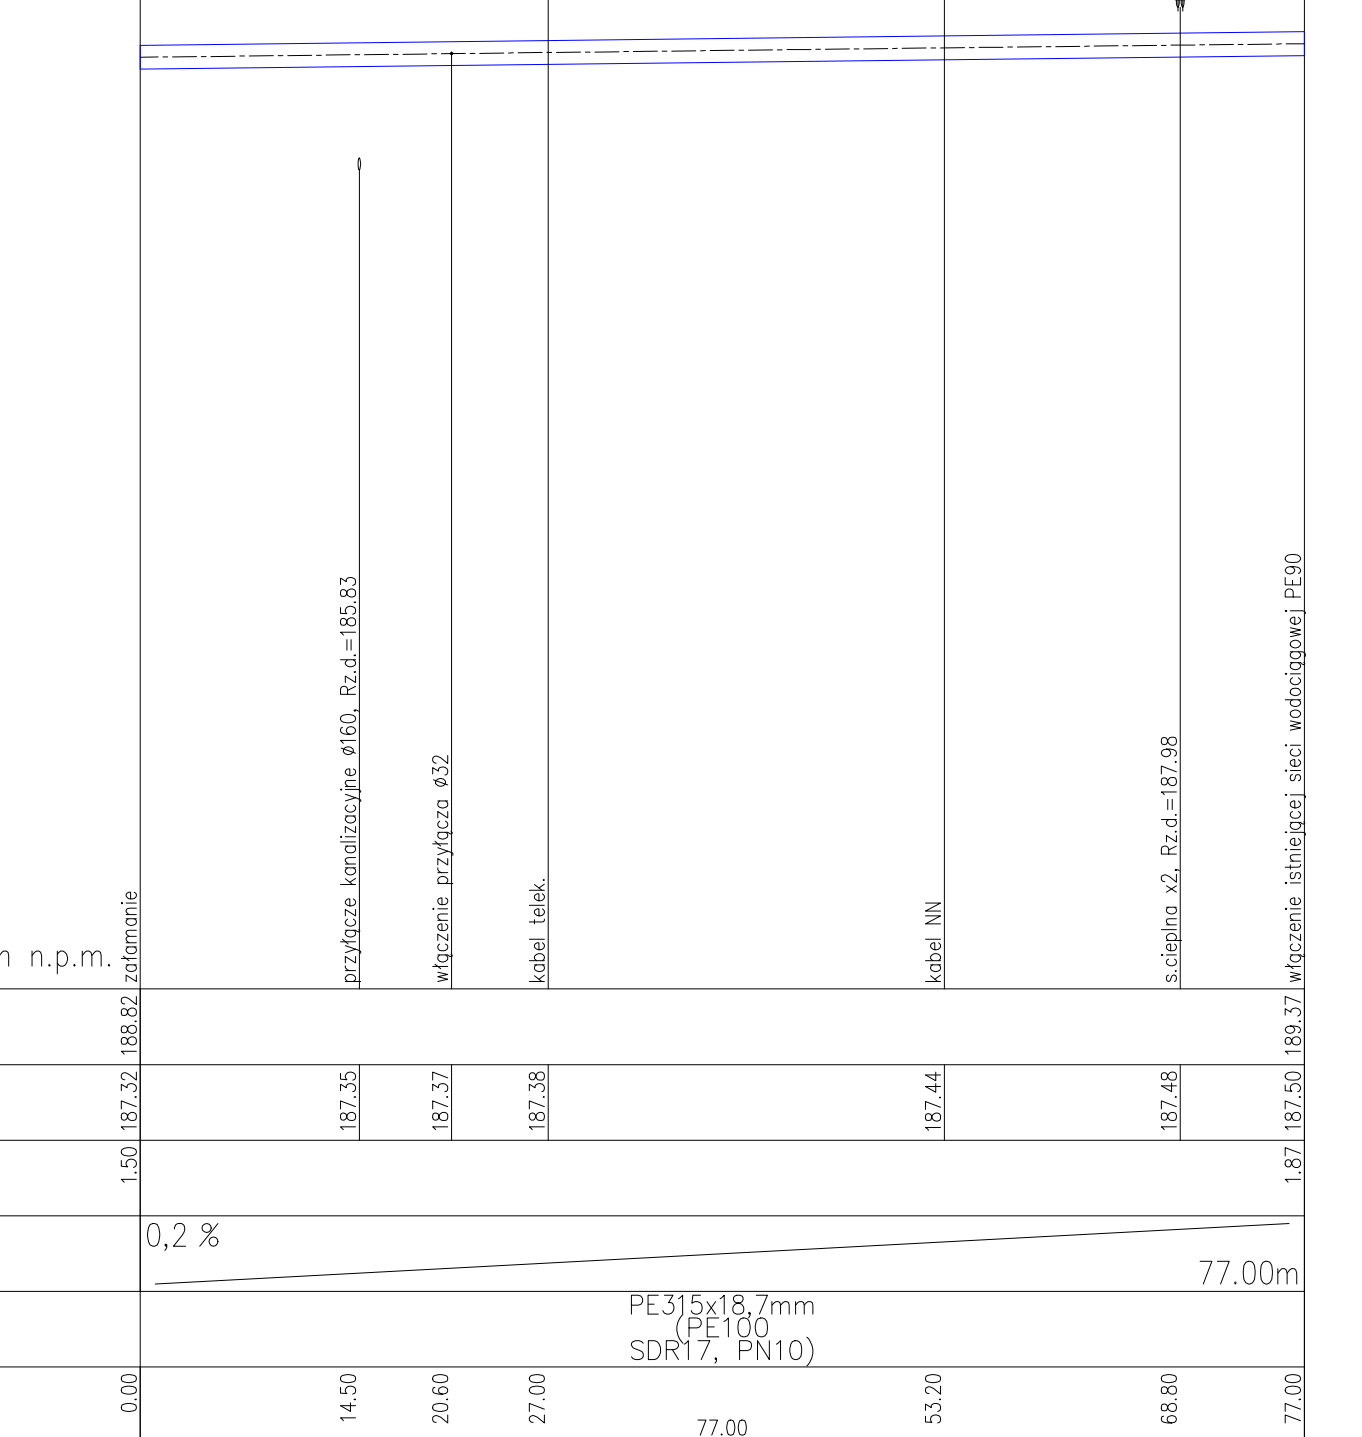 przyłącze kanalizacyjne ø160, Rz.d.=185.83
włączenie przyłącza ø32
kabel telek.
kabel NN
s.cieplna x2, Rz.d.=187.98
włączenie istniejącej sieci wodociągowej PE90
załamanie
n.p.m.
188.82
189.37
187.32
187.35
187.37
187.38
187.44
187.48
187.50
1.50
1.87
0,2 %
77.00m
PE315x18,7mm
(PE100
SDR17, PN10)
0.00
14.50
20.60
27.00
53.20
68.80
77.00
77.00